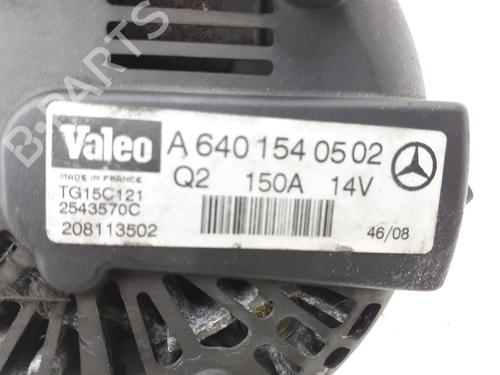 Valeo A 640 154 05 02
MADE IN FRANCE Q2 150A 14V
TG15C121
2543570C
208113502 46/08
B-Parts